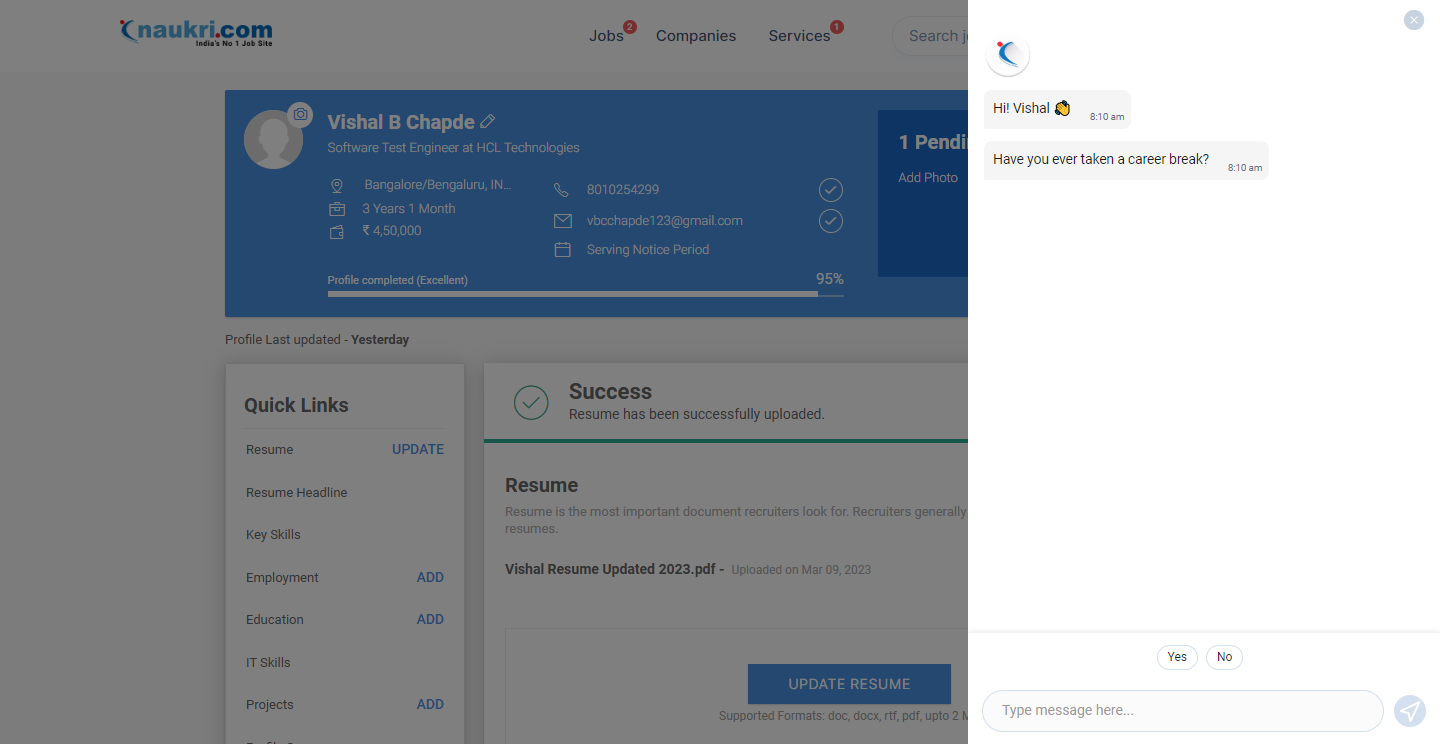 naukri.com
India's No 1 Job Site
Jobs 2
Companies
Services 1
Search j
Vishal B Chapde
Software Test Engineer at HCL Technologies
Bangalore/Bengaluru, IN...
8010254299
3 Years 1 Month
vbcchapde123@gmail.com
₹ 4,50,000
Serving Notice Period
Profile completed (Excellent)
95%
1 Pendi
Add Photo
Profile Last updated - Yesterday
Quick Links
Resume UPDATE
Resume Headline
Key Skills
Employment ADD
Education ADD
IT Skills
Projects ADD
Success
Resume has been successfully uploaded.
Resume
Resume is the most important document recruiters look for. Recruiters generally
resumes.
Vishal Resume Updated 2023.pdf - Uploaded on Mar 09, 2023
UPDATE RESUME
Supported Formats: doc, docx, rtf, pdf, upto 2 M
Hi! Vishal 👏 8:10 am
Have you ever taken a career break? 8:10 am
Yes
No
Type message here...